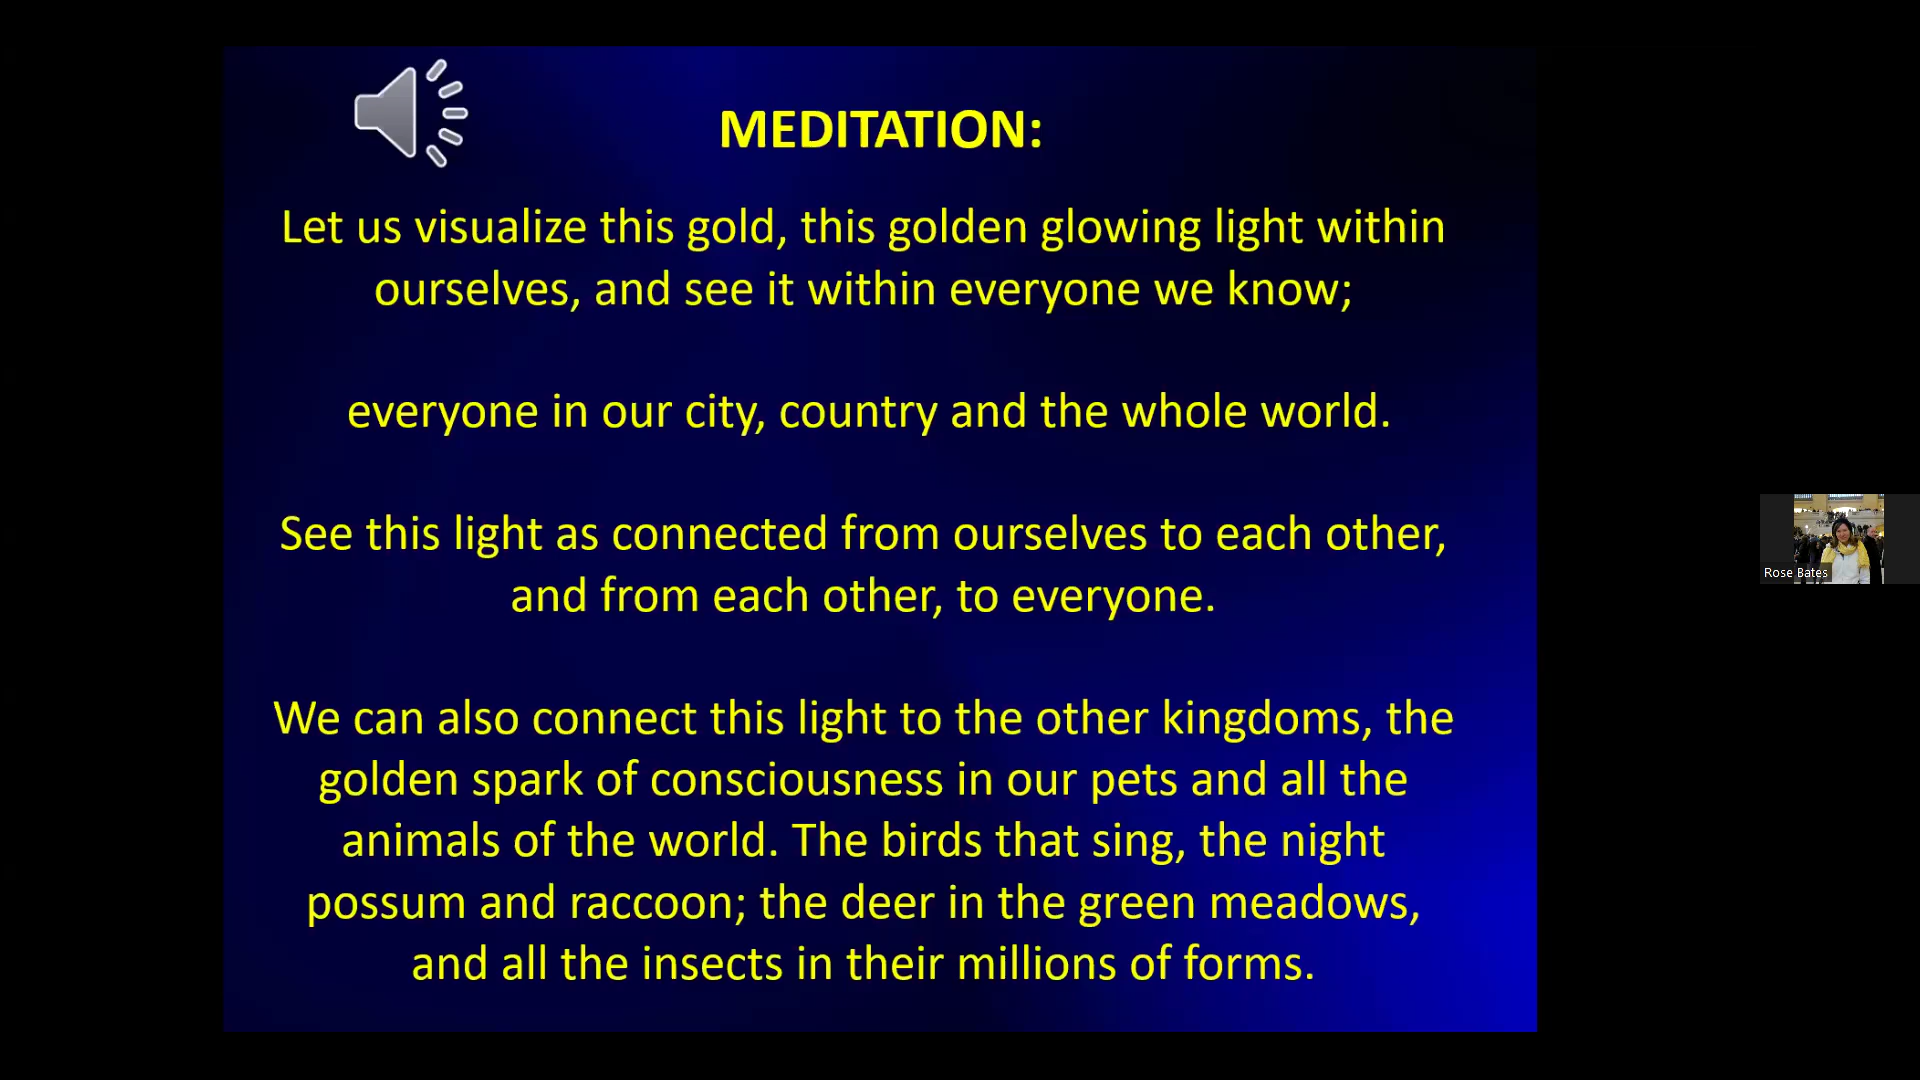 MEDITATION:
Let us visualize this gold, this golden glowing light within
ourselves, and see it within everyone we know;
everyone in our city, country and the whole world.
See this light as connected from ourselves to each other,
and from each other, to everyone.
We can also connect this light to the other kingdoms, the
golden spark of consciousness in our pets and all the
animals of the world. The birds that sing, the night
possum and raccoon; the deer in the green meadows,
and all the insects in their millions of forms.
Rose Bates